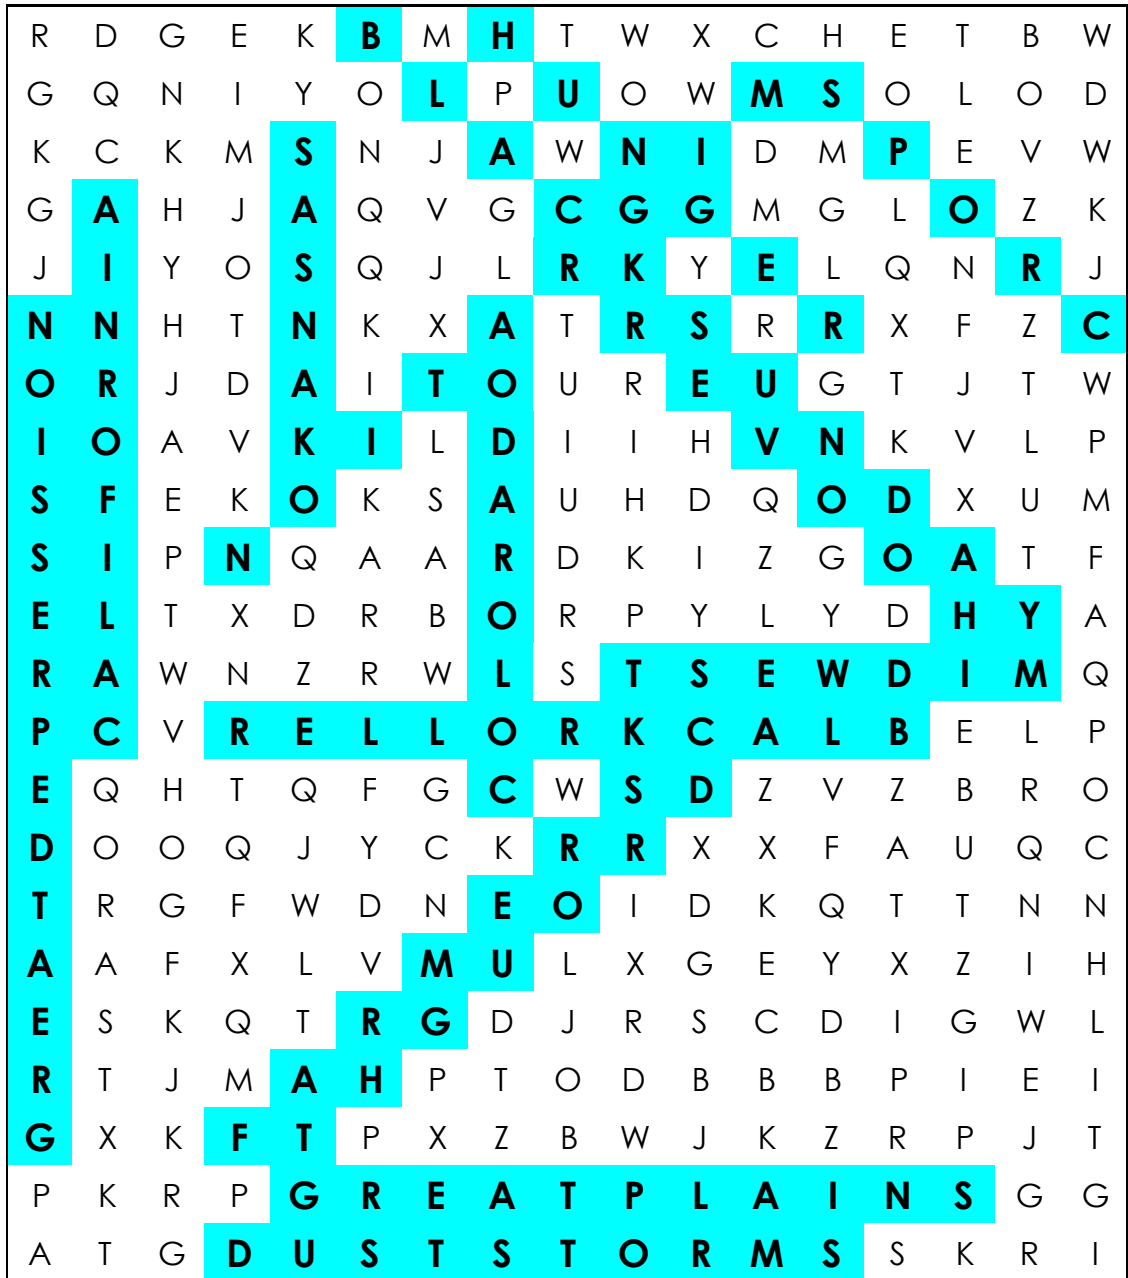 R D G E K B M H T W X C H E T B W
G Q N I Y O L P U O W M S O L O D
K C K M S N J A W N I D M P E V W
G A H J A Q V G C G G M G L O Z K
J I Y O S Q J L R K Y E L Q N R J
N N H T N K X A T R S R R X F Z C
O R J D A I T O U R E U G T J T W
I O A V K I L D I I H V N K V L P
S F E K O K S A U H D Q O D X U M
S I P N Q A A R D K I Z G O A T F
E L T X D R B O R P Y L Y D H Y A
R A W N Z R W L S T S E W D I M Q
P C V R E L L O R K C A L B E L P
E Q H T Q F G C W S D Z V Z B R O
D O O Q J Y C K R R X X F A U Q C
T R G F W D N E O I D K Q T T N N
A A F X L V M U L X G E Y X Z I H
E S K Q T R G D J R S C D I G W L
R T J M A H P T O D B B B P I E I
G X K F T P X Z B W J K Z R P J T
P K R P G R E A T P L A I N S G G
A T G D U S T S T O R M S S K R I